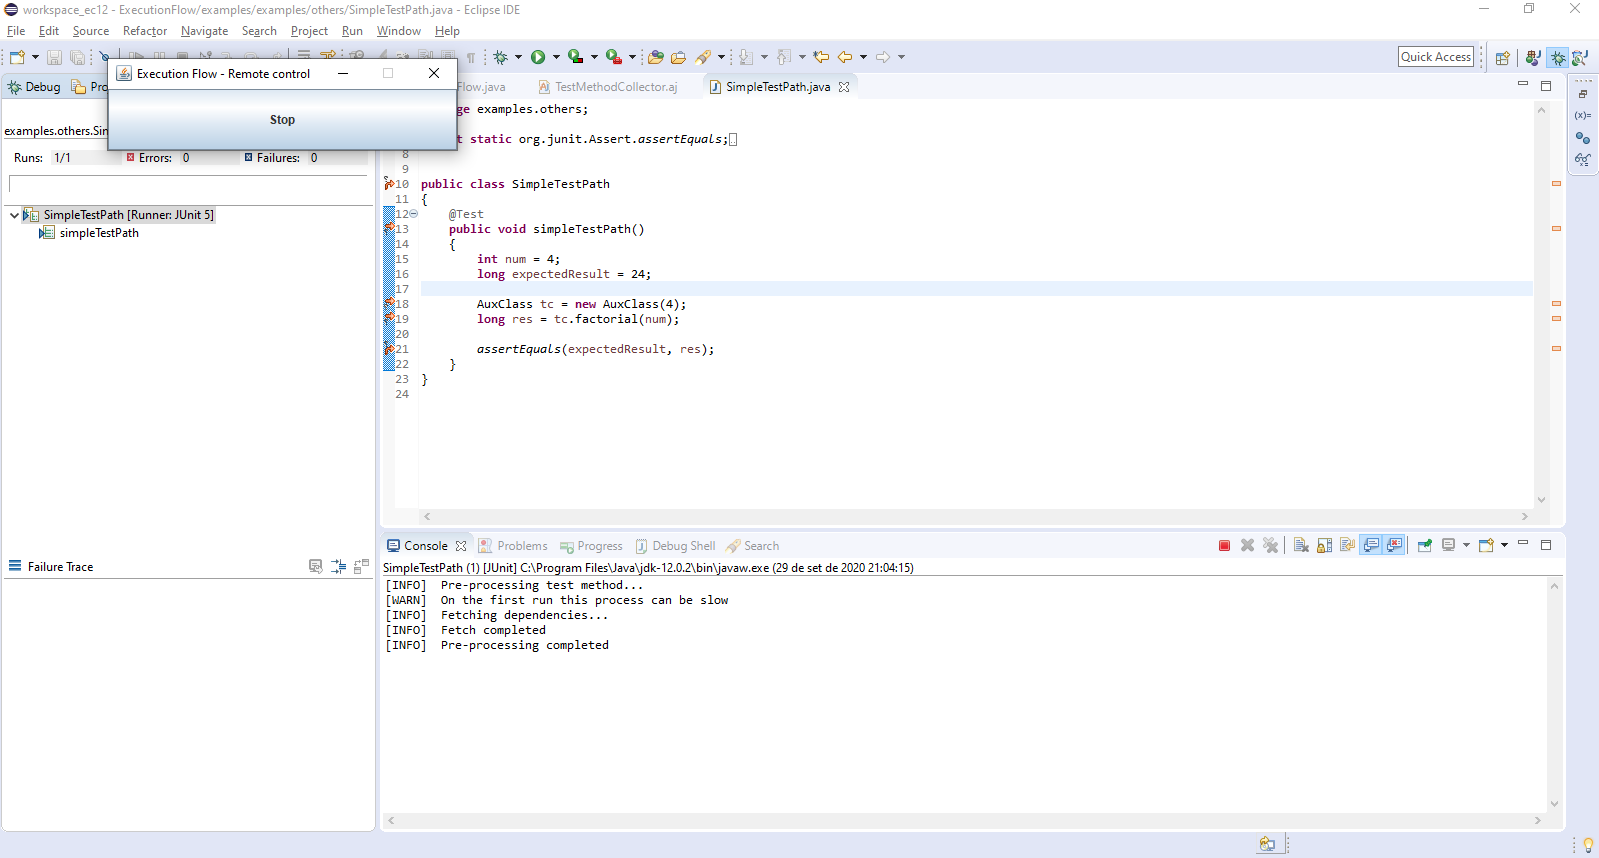 workspace_ec12 - ExecutionFlow/examples/examples/others/SimpleTestPath.java - Eclipse IDE
File Edit Source Refactor Navigate Search Project Run Window Help
Quick Access
Execution Flow - Remote control
Stop
Debug
Flow.java TestMethodCollector.aj SimpleTestPath.java
examples.others.Sim
Runs: 1/1 Errors: 0 Failures: 0
SimpleTestPath [Runner: JUnit 5]
simpleTestPath
ge examples.others;
t static org.junit.Assert.assertEquals;
8
9
10 public class SimpleTestPath
11 {
12 @Test
13 public void simpleTestPath()
14 {
15 int num = 4;
16 long expectedResult = 24;
17
18 AuxClass tc = new AuxClass(4);
19 long res = tc.factorial(num);
20
21 assertEquals(expectedResult, res);
22 }
23 }
24
Failure Trace
Console Problems Progress Debug Shell Search
SimpleTestPath (1) [JUnit] C:\Program Files\Java\jdk-12.0.2\bin\javaw.exe (29 de set de 2020 21:04:15)
[INFO] Pre-processing test method...
[WARN] On the first run this process can be slow
[INFO] Fetching dependencies...
[INFO] Fetch completed
[INFO] Pre-processing completed